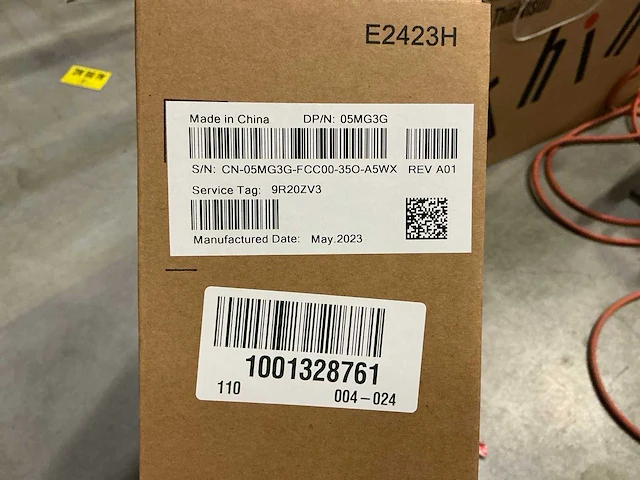 E2423H
Made in China DP/N: 05MG3G
S/N: CN-05MG3G-FCC00-35O-A5WX REV A01
Service Tag: 9R20ZV3
Manufactured Date: May.2023
1001328761
110 004-024